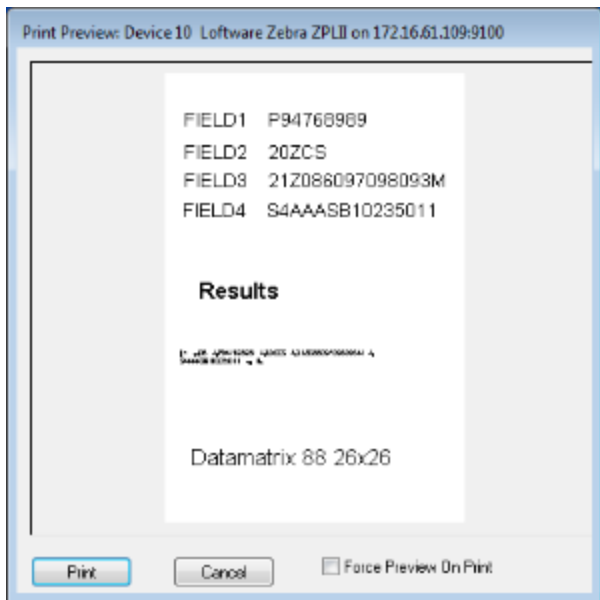 Print Preview: Device 10 Loftware Zebra ZPLII on 172.16.61.109:9100
FIELD1 P94768989
FIELD2 20ZCS
FIELD3 21Z086097098093M
FIELD4 S4AAASB10235011
Results
Datamatrix 88 26x26
Print
Cancel
Force Preview On Print